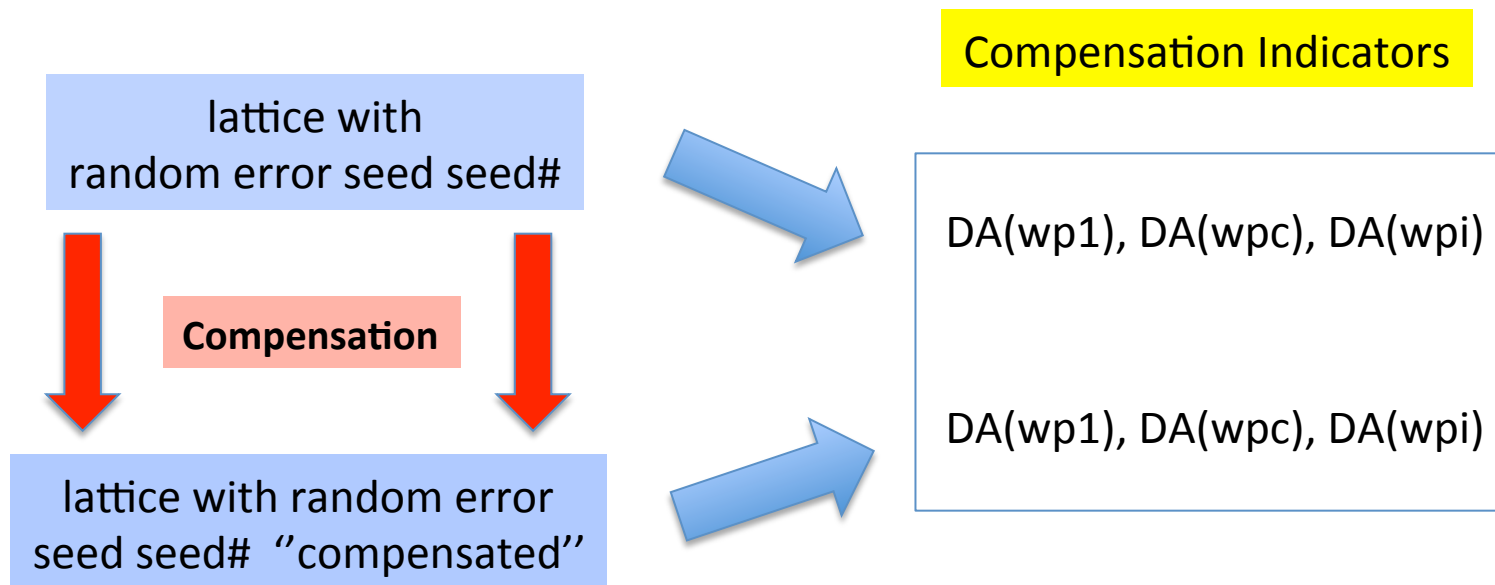 Compensation Indicators
lattice with
random error seed seed#
DA(wp1), DA(wpc), DA(wpi)
Compensation
DA(wp1), DA(wpc), DA(wpi)
lattice with random error
seed seed# ‘‘compensated’’